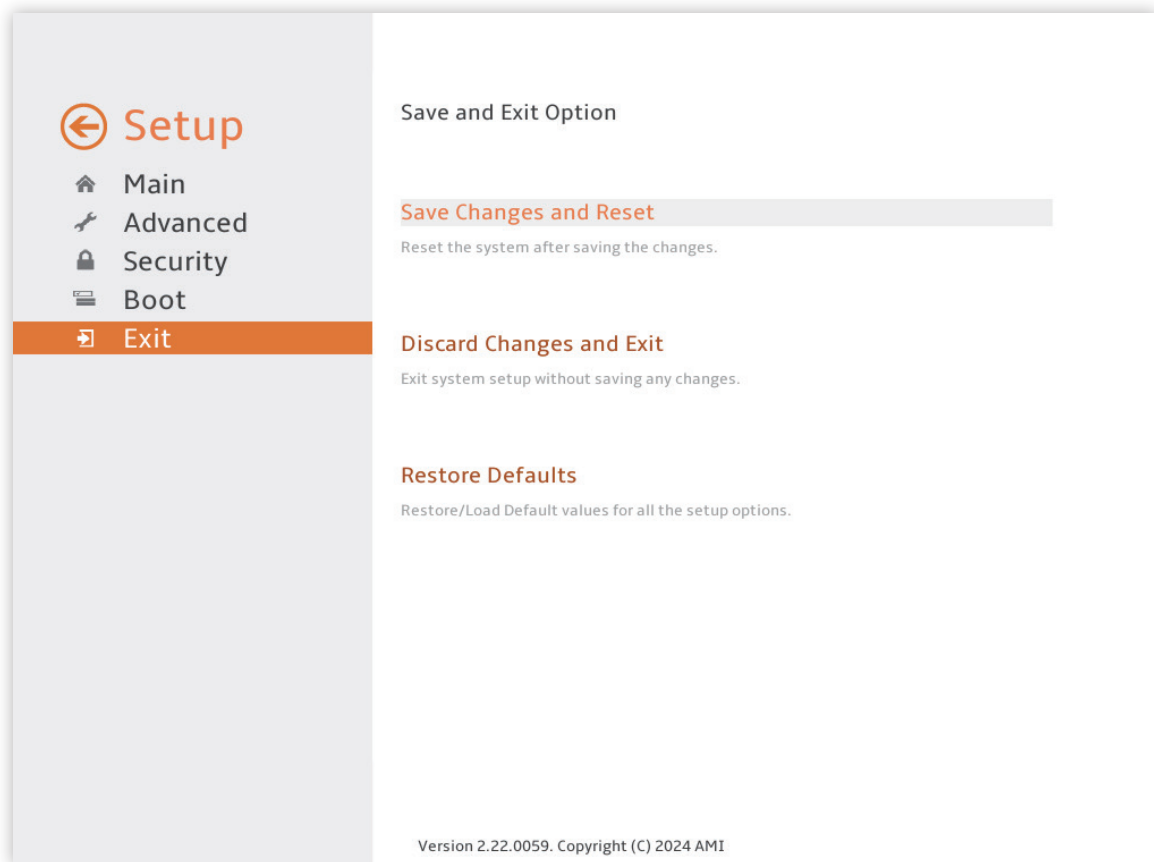 Setup
Main
Advanced
Security
Boot
Exit
Save and Exit Option
Save Changes and Reset
Reset the system after saving the changes.
Discard Changes and Exit
Exit system setup without saving any changes.
Restore Defaults
Restore/Load Default values for all the setup options.
Version 2.22.0059. Copyright (C) 2024 AMI